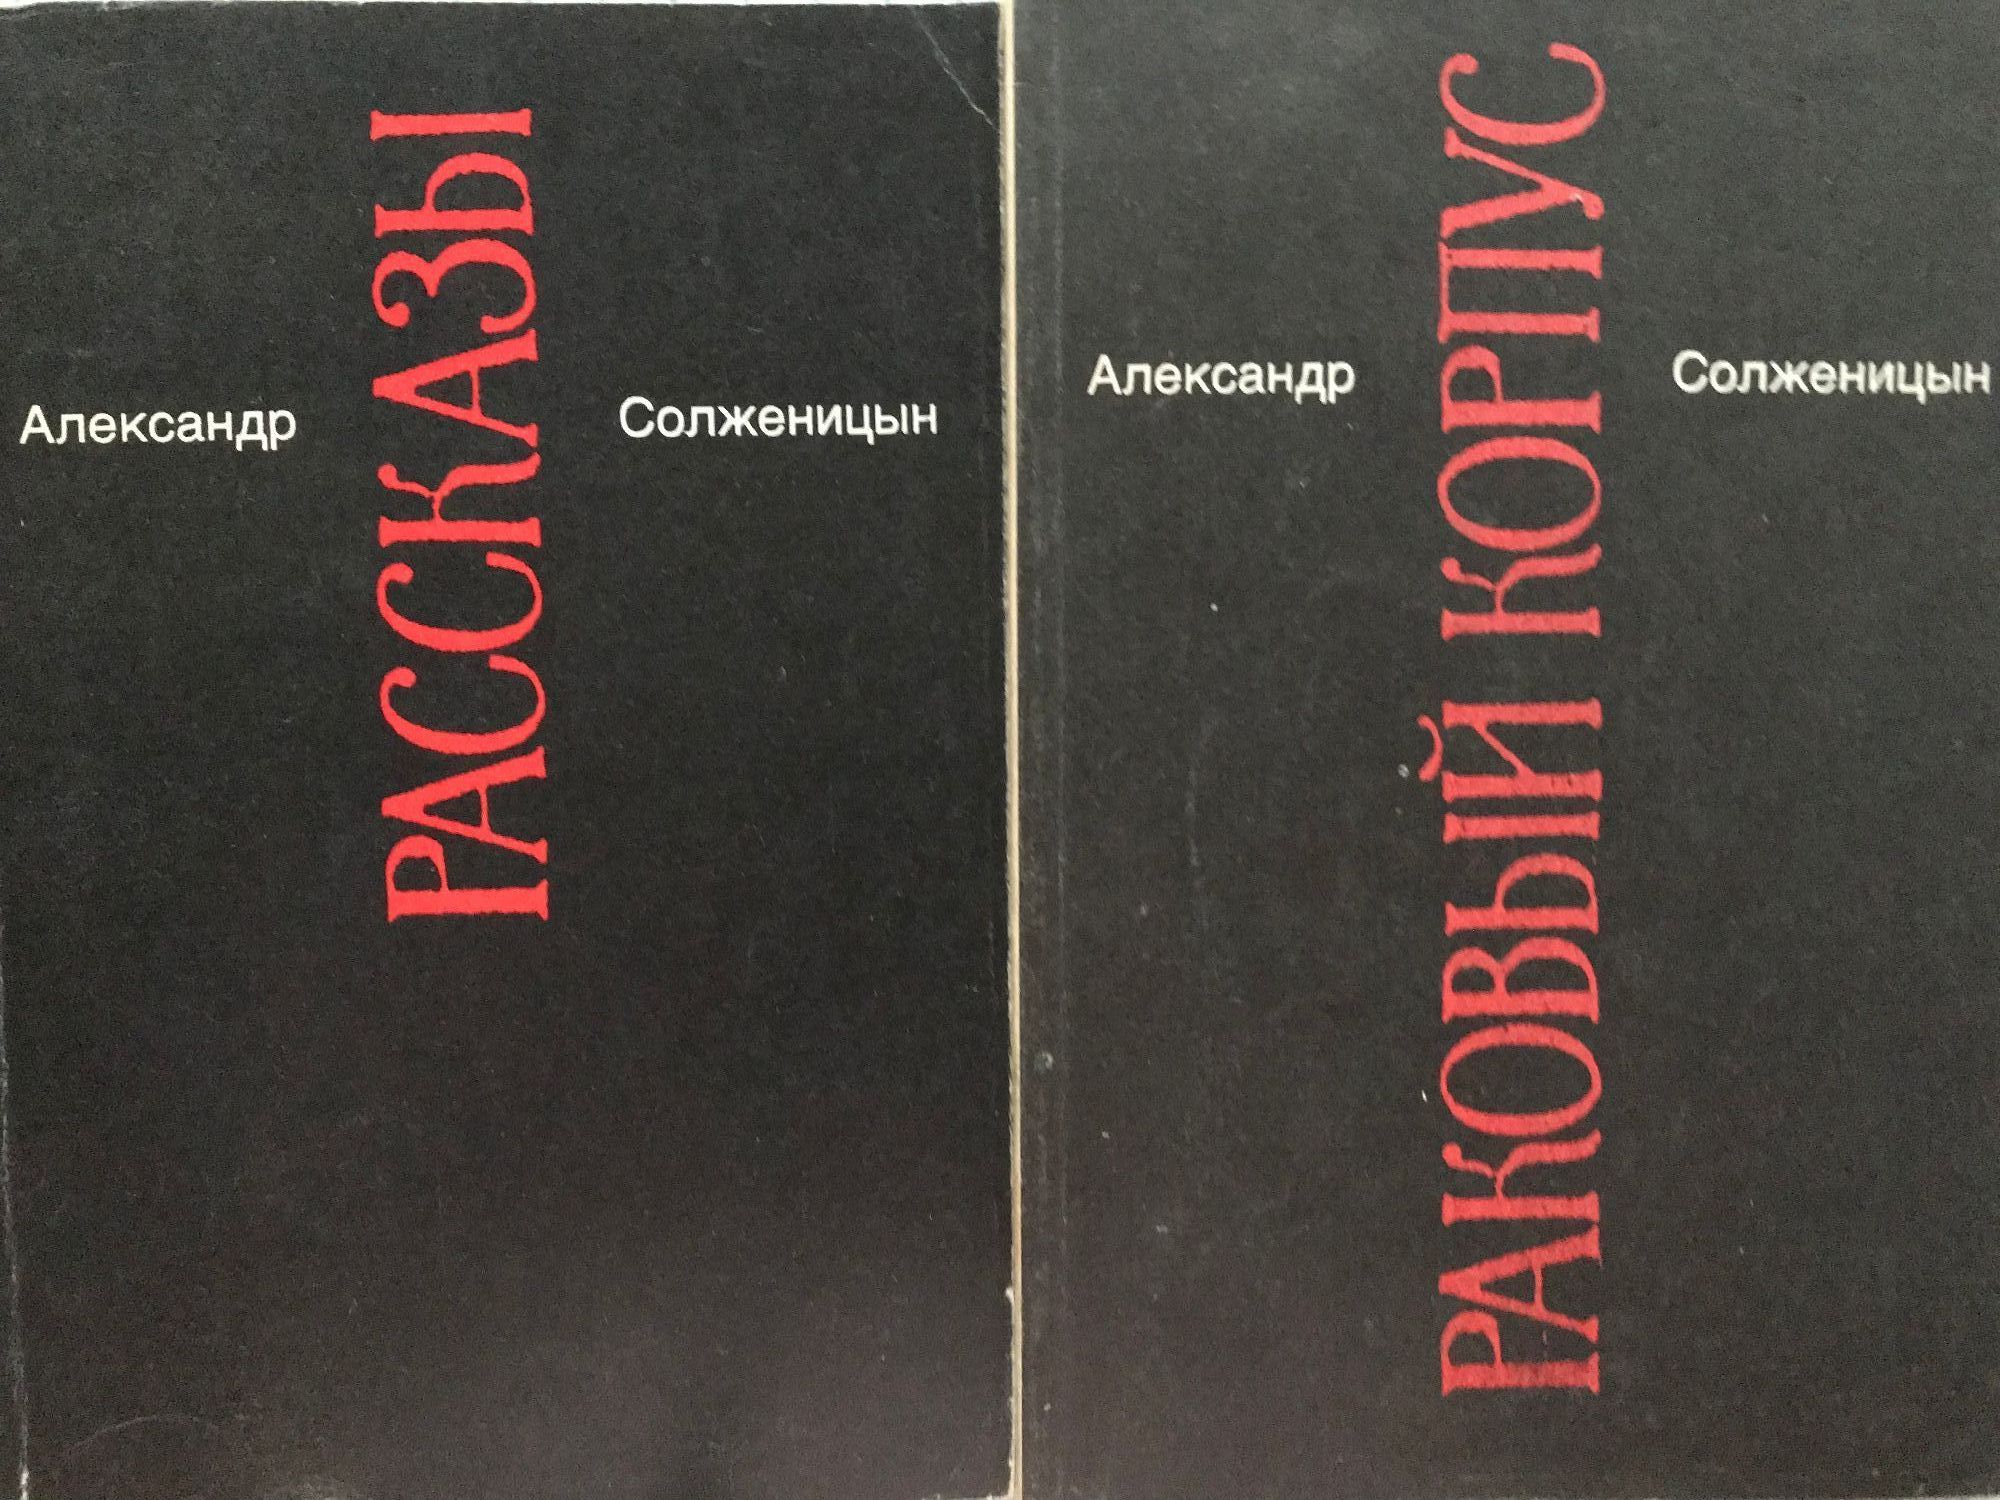 Александр
РАССКАЗЫ
Солженицын
Александр
РАКОВЫЙ КОРПУС
Солженицын